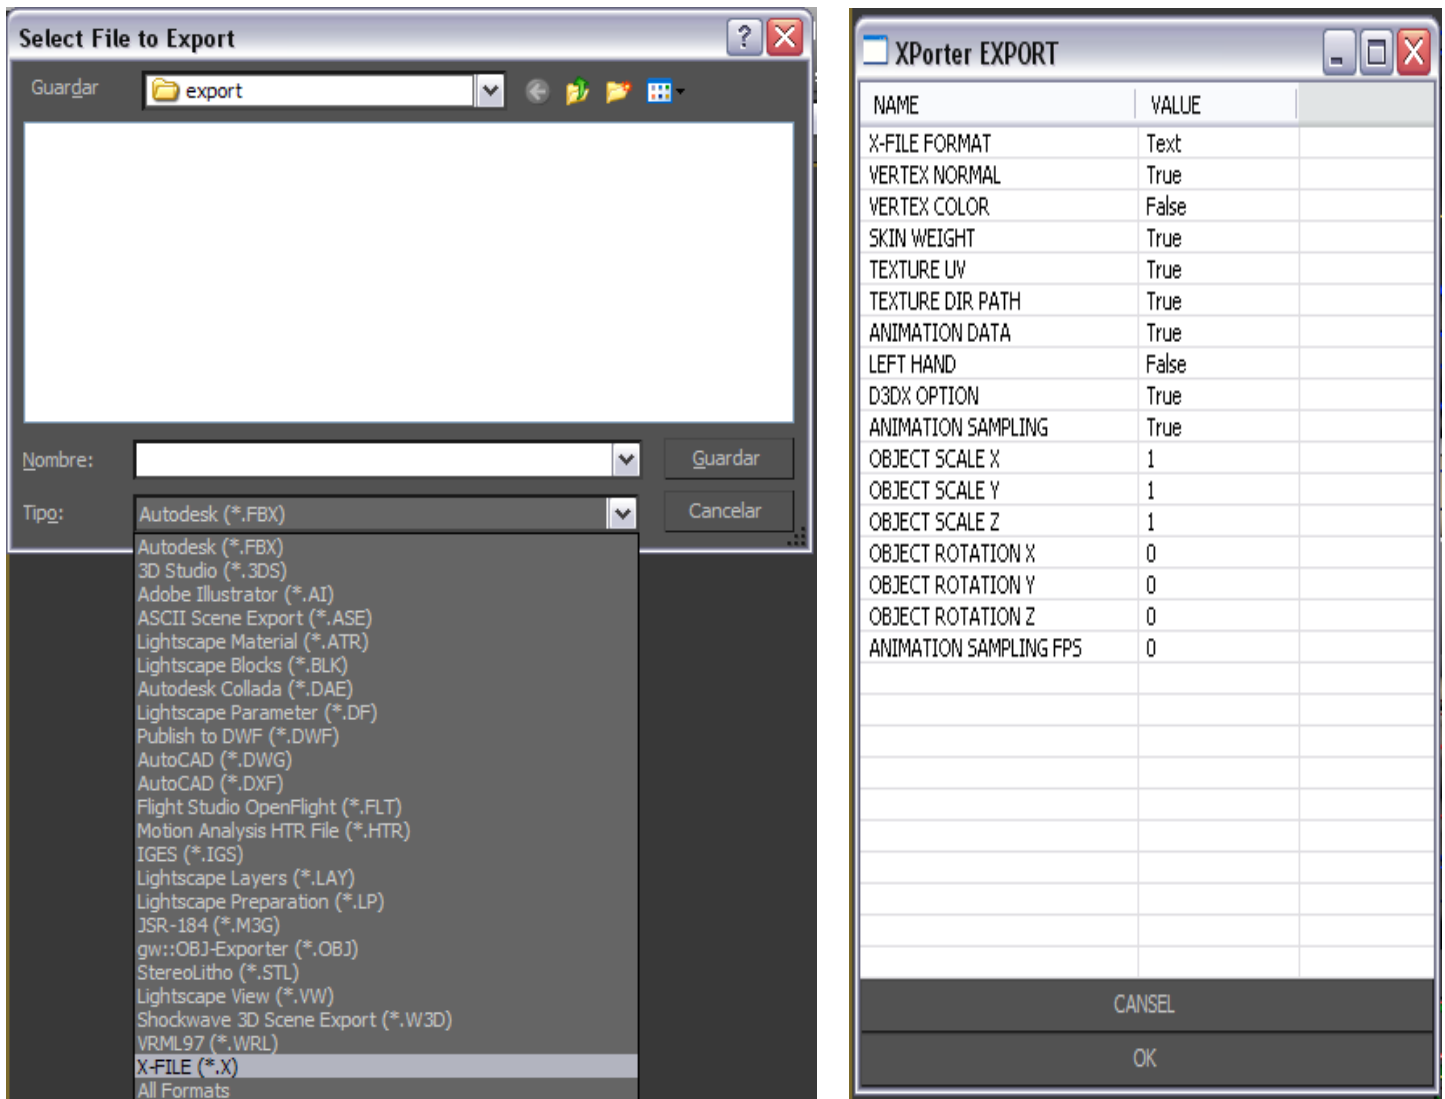 Select File to Export
Guardar
export
Nombre:
Guardar
Tipo:
Autodesk (*.FBX)
Cancelar
Autodesk (*.FBX)
3D Studio (*.3DS)
Adobe Illustrator (*.AI)
ASCII Scene Export (*.ASE)
Lightscape Material (*.ATR)
Lightscape Blocks (*.BLK)
Autodesk Collada (*.DAE)
Lightscape Parameter (*.DF)
Publish to DWF (*.DWF)
AutoCAD (*.DWG)
AutoCAD (*.DXF)
Flight Studio OpenFlight (*.FLT)
Motion Analysis HTR File (*.HTR)
IGES (*.IGS)
Lightscape Layers (*.LAY)
Lightscape Preparation (*.LP)
JSR-184 (*.M3G)
gw::OBJ-Exporter (*.OBJ)
StereoLitho (*.STL)
Lightscape View (*.VW)
Shockwave 3D Scene Export (*.W3D)
VRML97 (*.WRL)
X-FILE (*.X)
All Formats
XPorter EXPORT
NAME VALUE
X-FILE FORMAT Text
VERTEX NORMAL True
VERTEX COLOR False
SKIN WEIGHT True
TEXTURE UV True
TEXTURE DIR PATH True
ANIMATION DATA True
LEFT HAND False
D3DX OPTION True
ANIMATION SAMPLING True
OBJECT SCALE X 1
OBJECT SCALE Y 1
OBJECT SCALE Z 1
OBJECT ROTATION X 0
OBJECT ROTATION Y 0
OBJECT ROTATION Z 0
ANIMATION SAMPLING FPS 0
CANSEL
OK